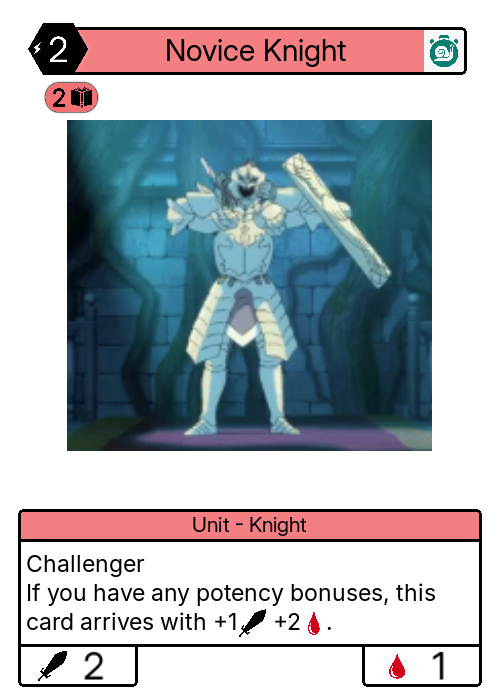 2
Novice Knight
2
Unit - Knight
Challenger
If you have any potency bonuses, this
card arrives with +1 +2 .
2
1